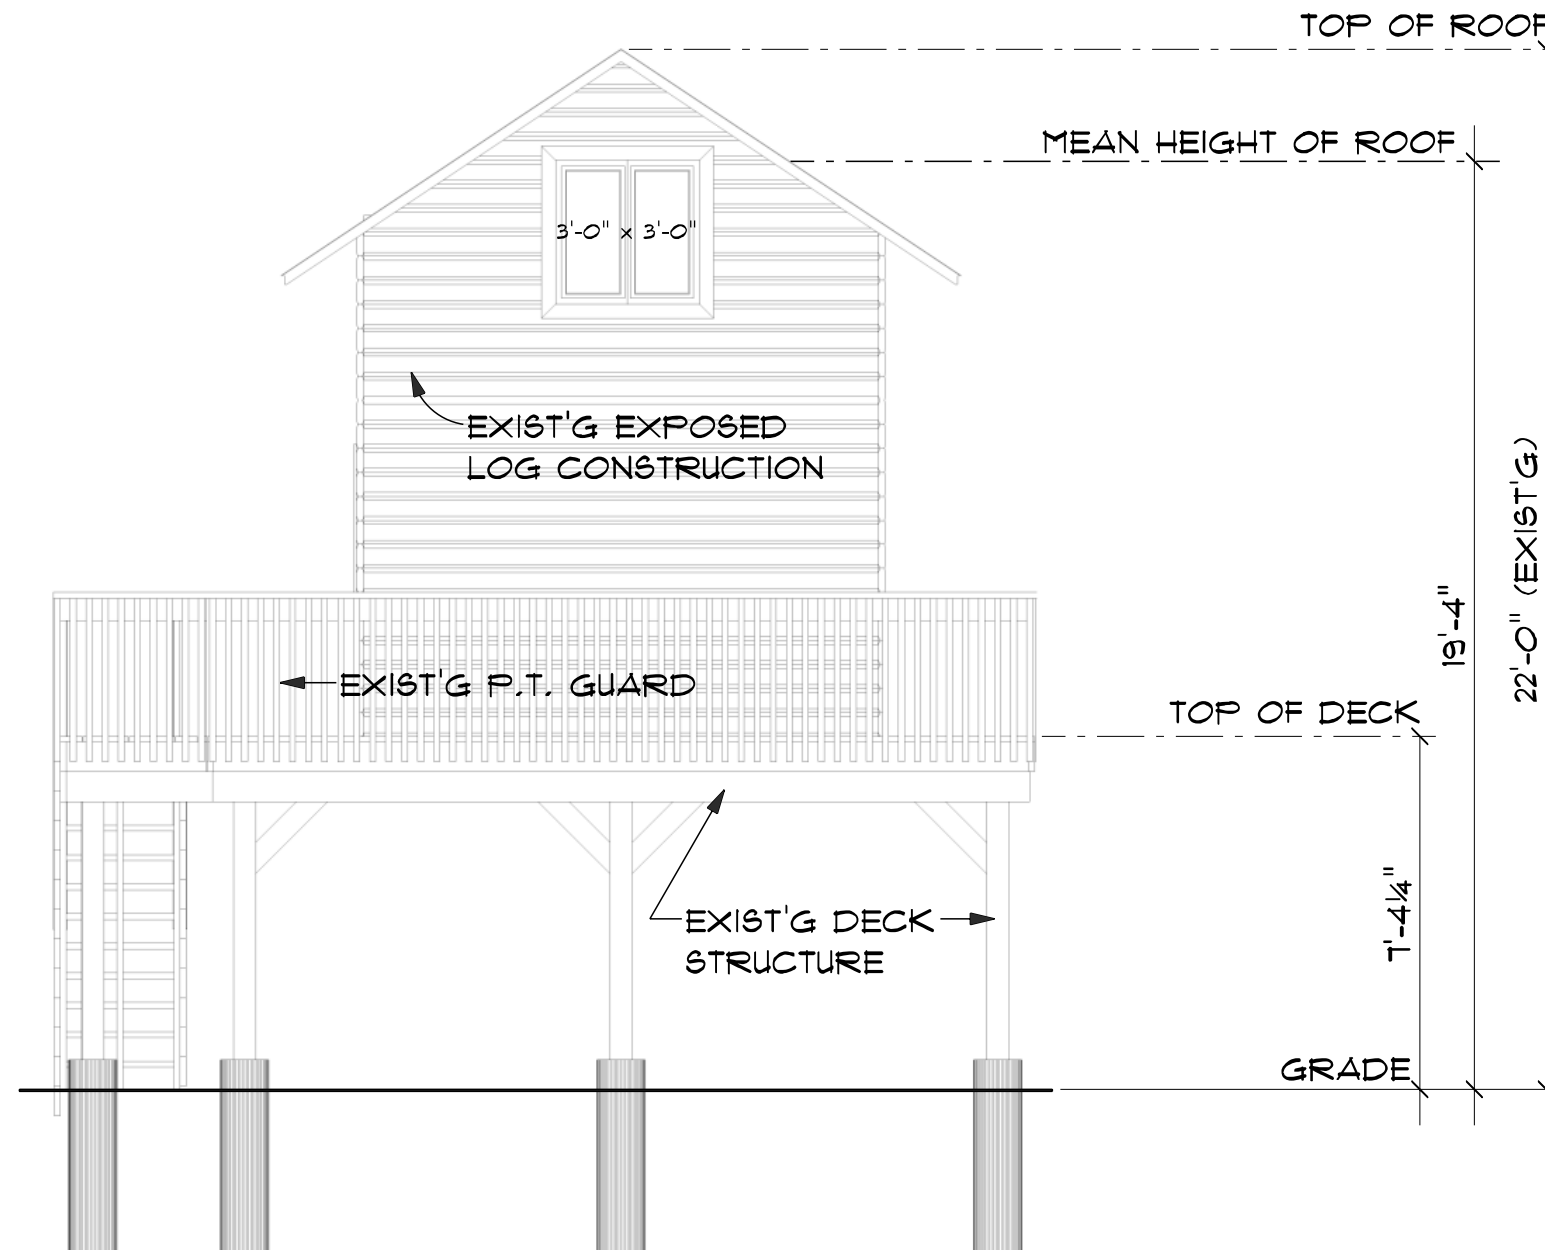 TOP OF ROOF
MEAN HEIGHT OF ROOF
3'-0" x 3'-0"
EXIST'G EXPOSED
LOG CONSTRUCTION
22'-0" (EXIST'G)
19'-4"
EXIST'G P.T. GUARD
TOP OF DECK
7'-4¼"
EXIST'G DECK
STRUCTURE
GRADE